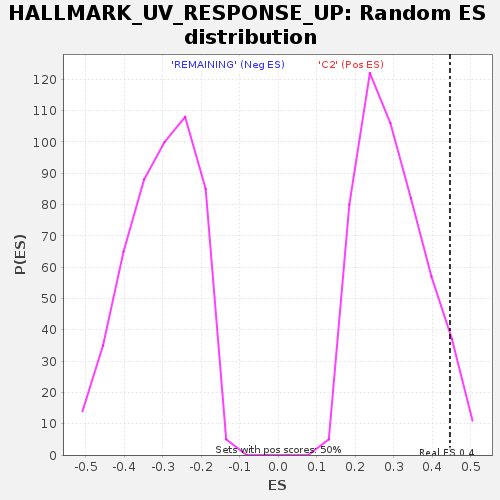 HALLMARK_UV_RESPONSE_UP: Random ES
distribution
'REMAINING' (Neg ES) 'C2' (Pos ES)
P(ES)
120
110
100
90
80
70
60
50
40
30
20
10
0
Sets with pos scores: 50%
Real ES 0.4
-0.5 -0.4 -0.3 -0.2 -0.1 0.0 0.1 0.2 0.3 0.4 0.5
ES